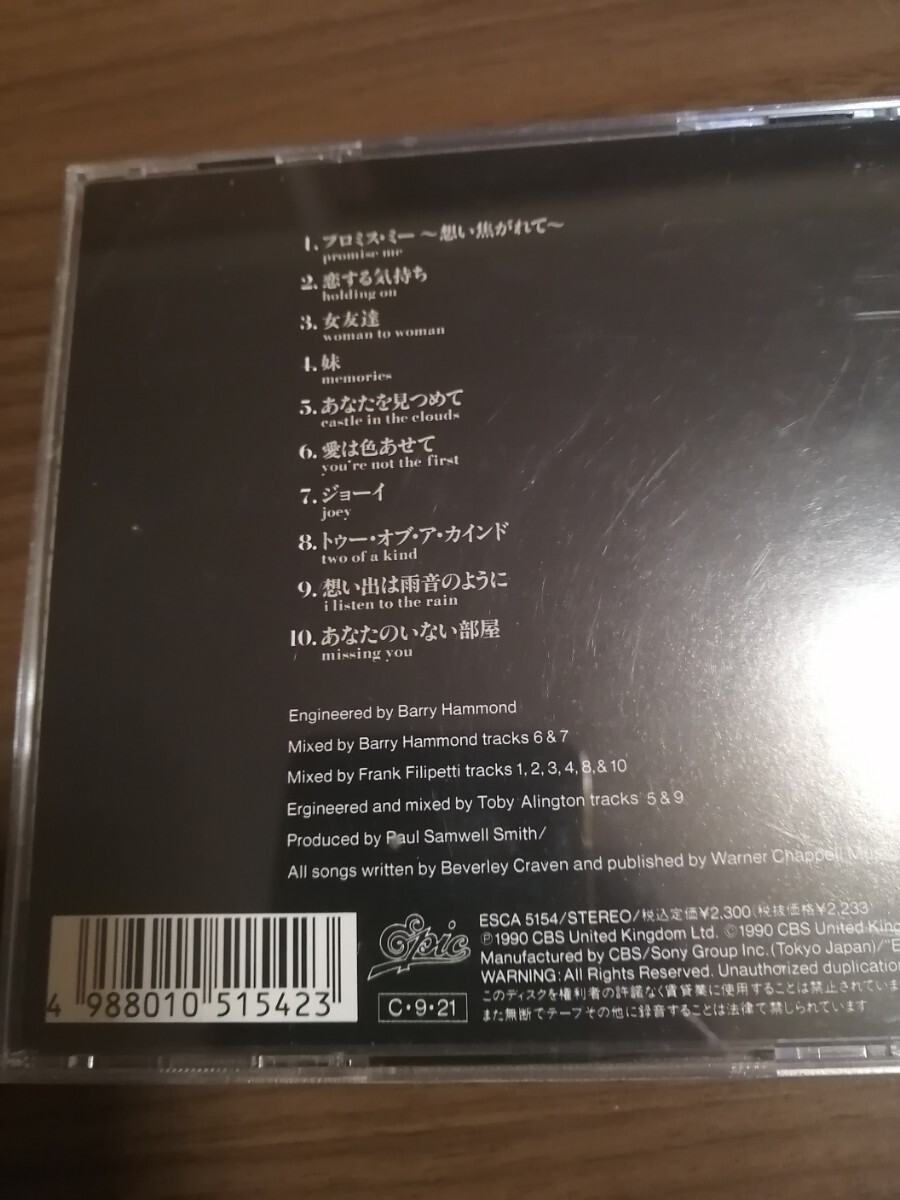 1. プロミス・ミー 〜想い焦がれて〜
promise me
2. 恋する気持ち
holding on
3. 女友達
woman to woman
4. 妹
memories
5. あなたを見つめて
castle in the clouds
6. 愛は色あせて
you're not the first
7. ジョーイ
joey
8. トゥー・オブ・ア・カインド
two of a kind
9. 想い出は雨音のように
i listen to the rain
10. あなたのいない部屋
missing you
Engineered by Barry Hammond
Mixed by Barry Hammond tracks 6 & 7
Mixed by Frank Filipetti tracks 1, 2, 3, 4, 8, & 10
Ergineered and mixed by Toby Alington tracks 5 & 9
Produced by Paul Samwell Smith/
All songs written by Beverley Craven and published by Warner Chappell
Epic
ESCA 5154/STEREO/税込定価¥2,300(税抜価格¥2,233)
Ⓟ1990 CBS United Kingdom Ltd. ©1990 CBS United
Manufactured by CBS/Sony Group Inc. (Tokyo Japan)/
WARNING: All Rights Reserved. Unauthorized duplication
このディスクを権利者の許諾なく賃貸業に使用することは禁止されていま
また無断でテープその他に録音することは法律で禁じられています
C・9・21
4 988010 515423